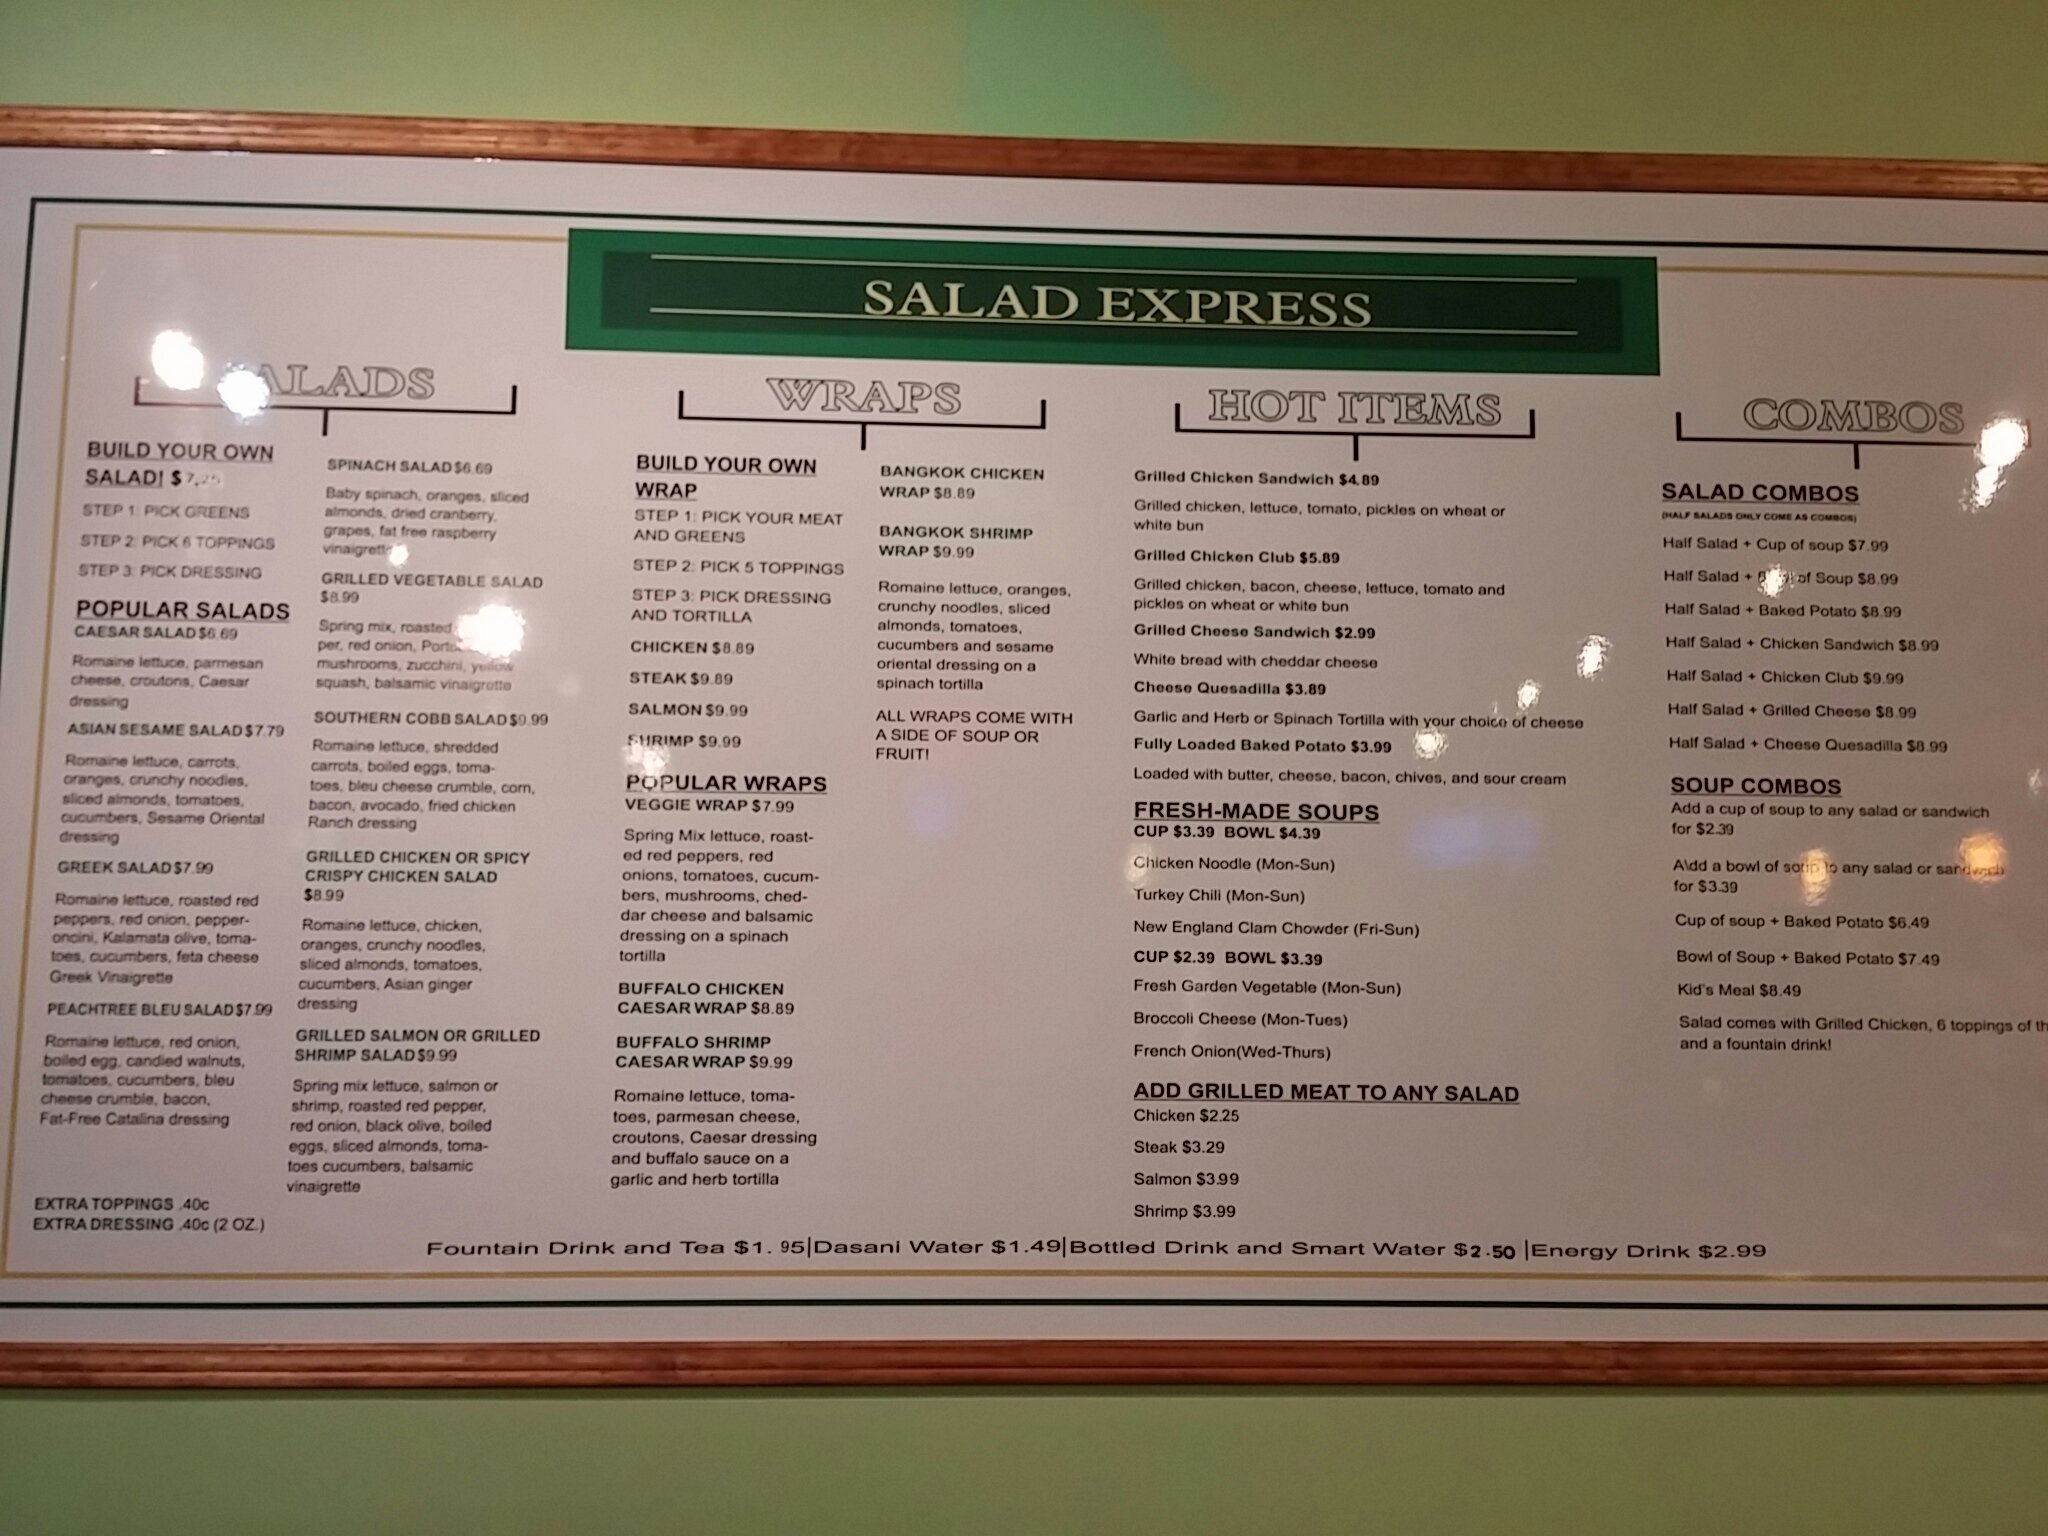 SALAD EXPRESS
BUILD YOUR OWN
SALAD! $
STEP 1: PICK GREENS
STEP 2: PICK 6 TOPPINGS
STEP 3: PICK DRESSING
POPULAR SALADS
CAESAR SALAD $6.69
Romaine lettuce, parmesan
cheese, croutons, Caesar
dressing
ASIAN SESAME SALAD $7.79
Romaine lettuce, carrots,
oranges, crunchy noodles,
sliced almonds, tomatoes,
cucumbers, Sesame Oriental
dressing
GREEK SALAD $7.99
Romaine lettuce, roasted red
peppers, red onion, pepper-
oncini, Kalamata olive, toma-
toes, cucumbers, feta cheese
Greek Vinaigrette
PEACHTREE BLEU SALAD $7.99
Romaine lettuce, red onion,
boiled egg, candied walnuts,
tomatoes, cucumbers, bleu
cheese crumble, bacon,
Fat-Free Catalina dressing
EXTRA TOPPINGS .40c
EXTRA DRESSING .40c (2 OZ.)
SPINACH SALAD $6.69
Baby spinach, oranges, sliced
almonds, dried cranberry,
grapes, fat free raspberry
vinaigrette
GRILLED VEGETABLE SALAD
$8.99
Spring mix, roasted
per, red onion,
mushrooms, zucchini, yellow
squash, balsamic vinaigrette
SOUTHERN COBB SALAD $9.99
Romaine lettuce, shredded
carrots, boiled eggs, toma-
toes, bleu cheese crumble, corn,
bacon, avocado, fried chicken
Ranch dressing
GRILLED CHICKEN OR SPICY
CRISPY CHICKEN SALAD
$8.99
Romaine lettuce, chicken,
oranges, crunchy noodles,
sliced almonds, tomatoes,
cucumbers, Asian ginger
dressing
GRILLED SALMON OR GRILLED
SHRIMP SALAD $9.99
Spring mix lettuce, salmon or
shrimp, roasted red pepper,
red onion, black olive, boiled
eggs, sliced almonds, toma-
toes cucumbers, balsamic
vinaigrette
WRAPS
BUILD YOUR OWN
WRAP
STEP 1: PICK YOUR MEAT
AND GREENS
STEP 2: PICK 5 TOPPINGS
STEP 3: PICK DRESSING
AND TORTILLA
CHICKEN $8.89
STEAK $9.89
SALMON $9.99
SHRIMP $9.99
POPULAR WRAPS
VEGGIE WRAP $7.99
Spring Mix lettuce, roast-
ed red peppers, red
onions, tomatoes, cucum-
bers, mushrooms, ched-
dar cheese and balsamic
dressing on a spinach
tortilla
BUFFALO CHICKEN
CAESAR WRAP $8.89
BUFFALO SHRIMP
CAESAR WRAP $9.99
Romaine lettuce, toma-
toes, parmesan cheese,
croutons, Caesar dressing
and buffalo sauce on a
garlic and herb tortilla
BANGKOK CHICKEN
WRAP $8.89
BANGKOK SHRIMP
WRAP $9.99
Romaine lettuce, oranges,
crunchy noodles, sliced
almonds, tomatoes,
cucumbers and sesame
oriental dressing on a
spinach tortilla
ALL WRAPS COME WITH
A SIDE OF SOUP OR
FRUIT!
HOT ITEMS
Grilled Chicken Sandwich $4.89
Grilled chicken, lettuce, tomato, pickles on wheat or
white bun
Grilled Chicken Club $5.89
Grilled chicken, bacon, cheese, lettuce, tomato and
pickles on wheat or white bun
Grilled Cheese Sandwich $2.99
White bread with cheddar cheese
Cheese Quesadilla $3.89
Garlic and Herb or Spinach Tortilla with your choice of cheese
Fully Loaded Baked Potato $3.99
Loaded with butter, cheese, bacon, chives, and sour cream
FRESH-MADE SOUPS
CUP $3.39 BOWL $4.39
Chicken Noodle (Mon-Sun)
Turkey Chili (Mon-Sun)
New England Clam Chowder (Fri-Sun)
CUP $2.39 BOWL $3.39
Fresh Garden Vegetable (Mon-Sun)
Broccoli Cheese (Mon-Tues)
French Onion(Wed-Thurs)
ADD GRILLED MEAT TO ANY SALAD
Chicken $2.25
Steak $3.29
Salmon $3.99
Shrimp $3.99
COMBOS
SALAD COMBOS
(HALF SALADS ONLY COME AS COMBOS)
Half Salad + Cup of soup $7.99
Half Salad + of Soup $8.99
Half Salad + Baked Potato $8.99
Half Salad + Chicken Sandwich $8.99
Half Salad + Chicken Club $9.99
Half Salad + Grilled Cheese $8.99
Half Salad + Cheese Quesadilla $8.99
SOUP COMBOS
Add a cup of soup to any salad or sandwich
for $2.39
A\dd a bowl of soup to any salad or sandwich
for $3.39
Cup of soup + Baked Potato $6.49
Bowl of Soup + Baked Potato $7.49
Kid's Meal $8.49
Salad comes with Grilled Chicken, 6 toppings of
and a fountain drink!
Fountain Drink and Tea $1. 95|Dasani Water $1.49|Bottled Drink and Smart Water $2.50 |Energy Drink $2.99